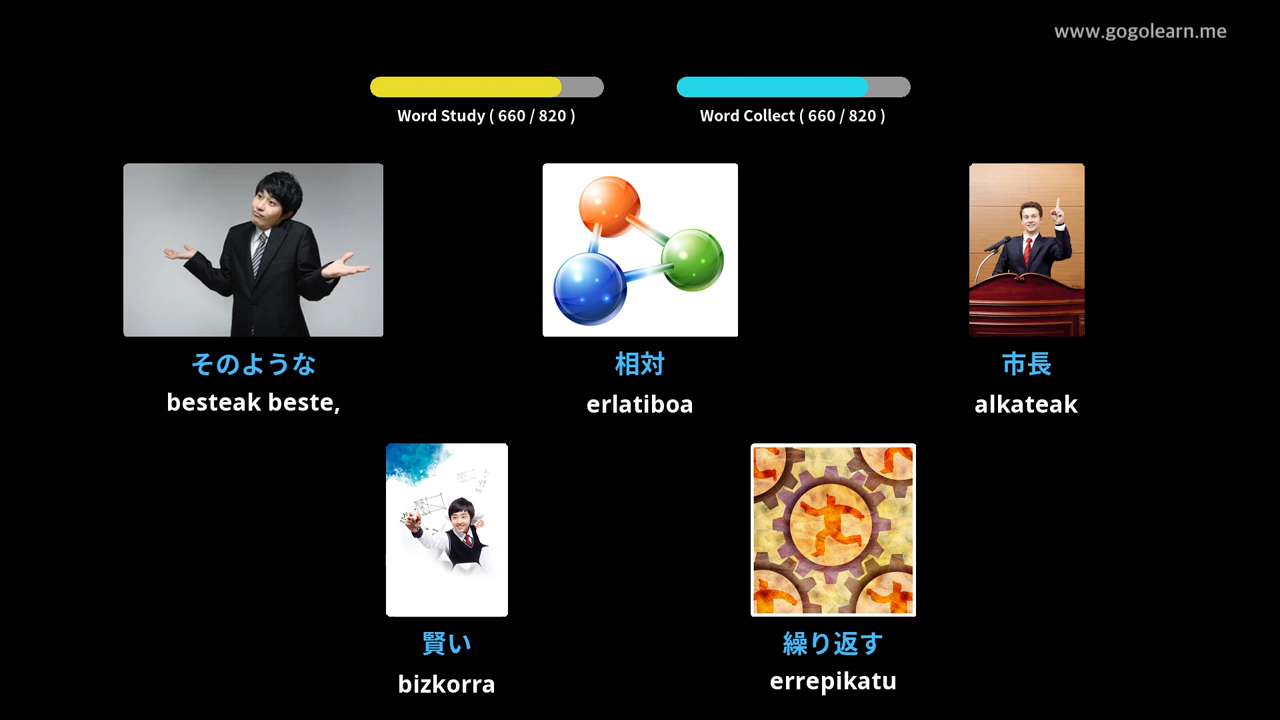 www.gogolearn.me
Word Study ( 660 / 820 )
Word Collect ( 660 / 820 )
そのような
besteak beste,
相対
erlatiboa
市長
alkateak
賢い
bizkorra
繰り返す
errepikatu